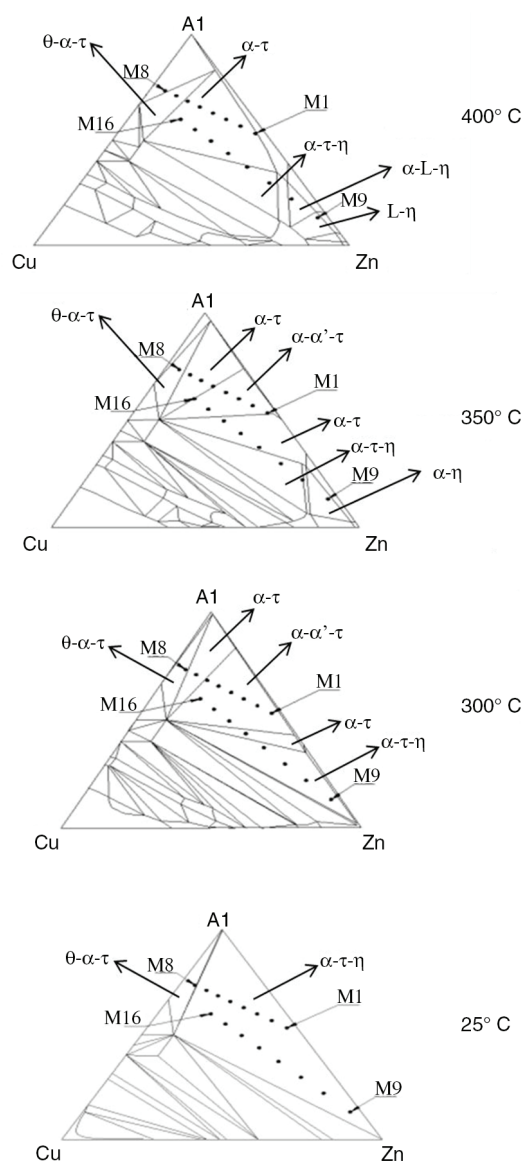 A1
θ-α-τ
M8
α-τ
M16
M1
400° C
α-τ-η
α-L-η
M9
L-η
Cu
Zn
A1
θ-α-τ
α-τ
M8
α-α’-τ
M16
M1
350° C
α-τ
α-τ-η
M9
α-η
Cu
Zn
A1
α-τ
θ-α-τ
M8
α-α’-τ
M16
M1
300° C
α-τ
α-τ-η
M9
Cu
Zn
A1
θ-α-τ
M8
α-τ-η
M16
M1
25° C
M9
Cu
Zn